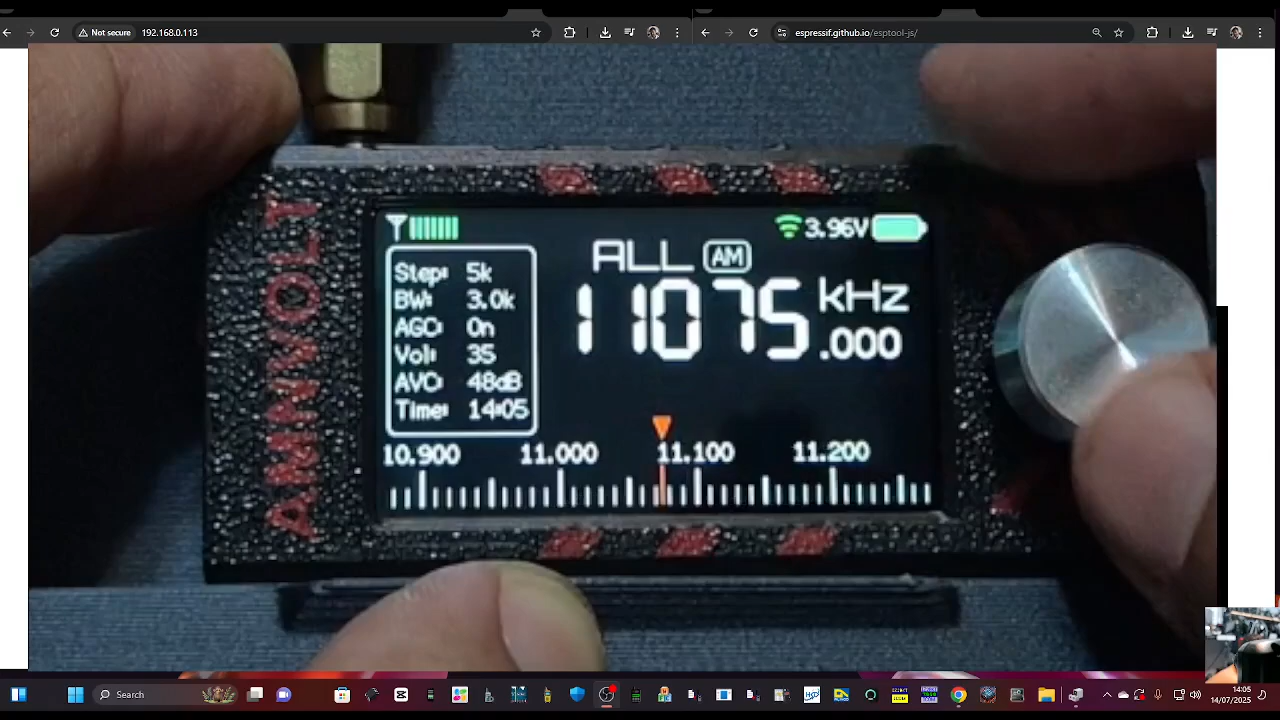 Not secure
192.168.0.113
espressif.github.io/esptool-js/
AMNVOLT
3.96V
ALL AM
11075 kHz
.000
Step: 5k
BW: 3.0k
AGC: On
Vol: 35
AVC: 48dB
Time: 14:05
10.900 11.000 11.100 11.200
Search
14:05
14/07/2025